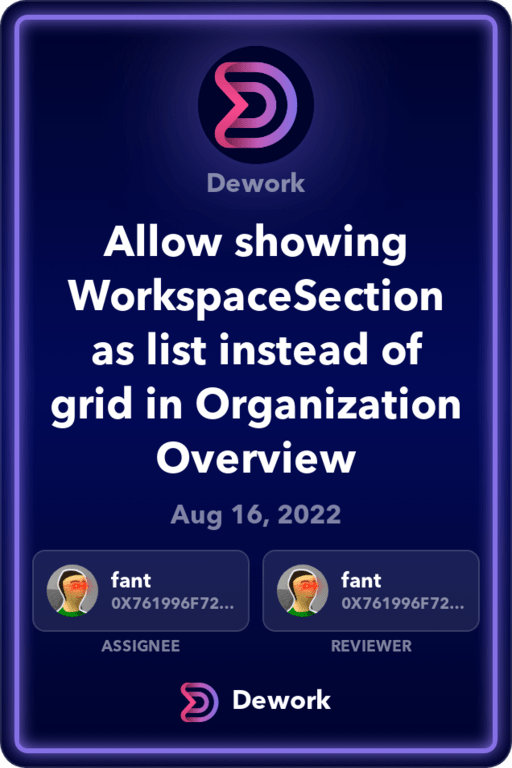 Dework
Allow showing
WorkspaceSection
as list instead of
grid in Organization
Overview
Aug 16, 2022
fant
0X761996F72...
ASSIGNEE
fant
0X761996F72...
REVIEWER
Dework